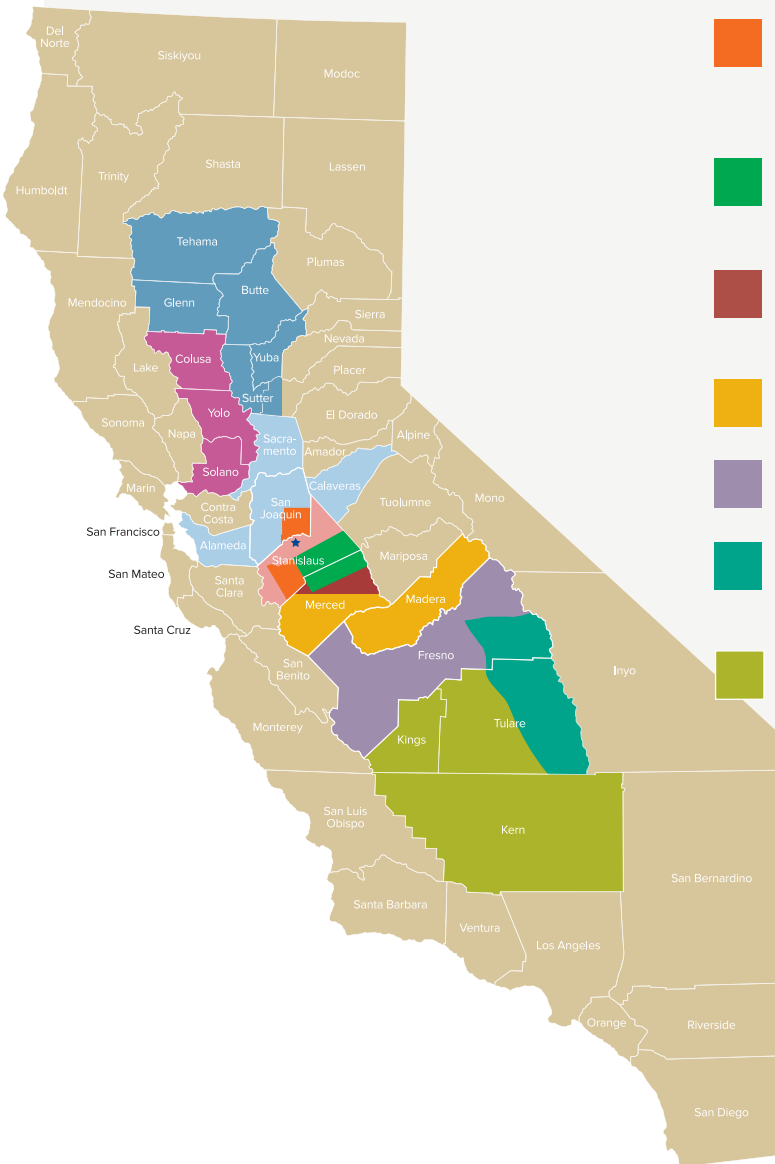 Del
Norte
Siskiyou
Modoc
Humboldt
Trinity
Shasta
Lassen
Tehama
Plumas
Mendocino
Glenn
Butte
Sierra
Nevada
Lake
Colusa
Yuba
Placer
Sutter
Sonoma
Napa
Yolo
El Dorado
Sacra-
mento
Amador
Alpine
Solano
Marin
Calaveras
Tuolumne
Mono
Contra
Costa
San
Joaquin
San Francisco
Alameda
Stanislaus
Mariposa
San Mateo
Santa
Clara
Merced
Madera
Santa Cruz
San
Benito
Fresno
Inyo
Monterey
Kings
Tulare
San Luis
Obispo
Kern
San Bernardino
Santa Barbara
Ventura
Los Angeles
Orange
Riverside
San Diego